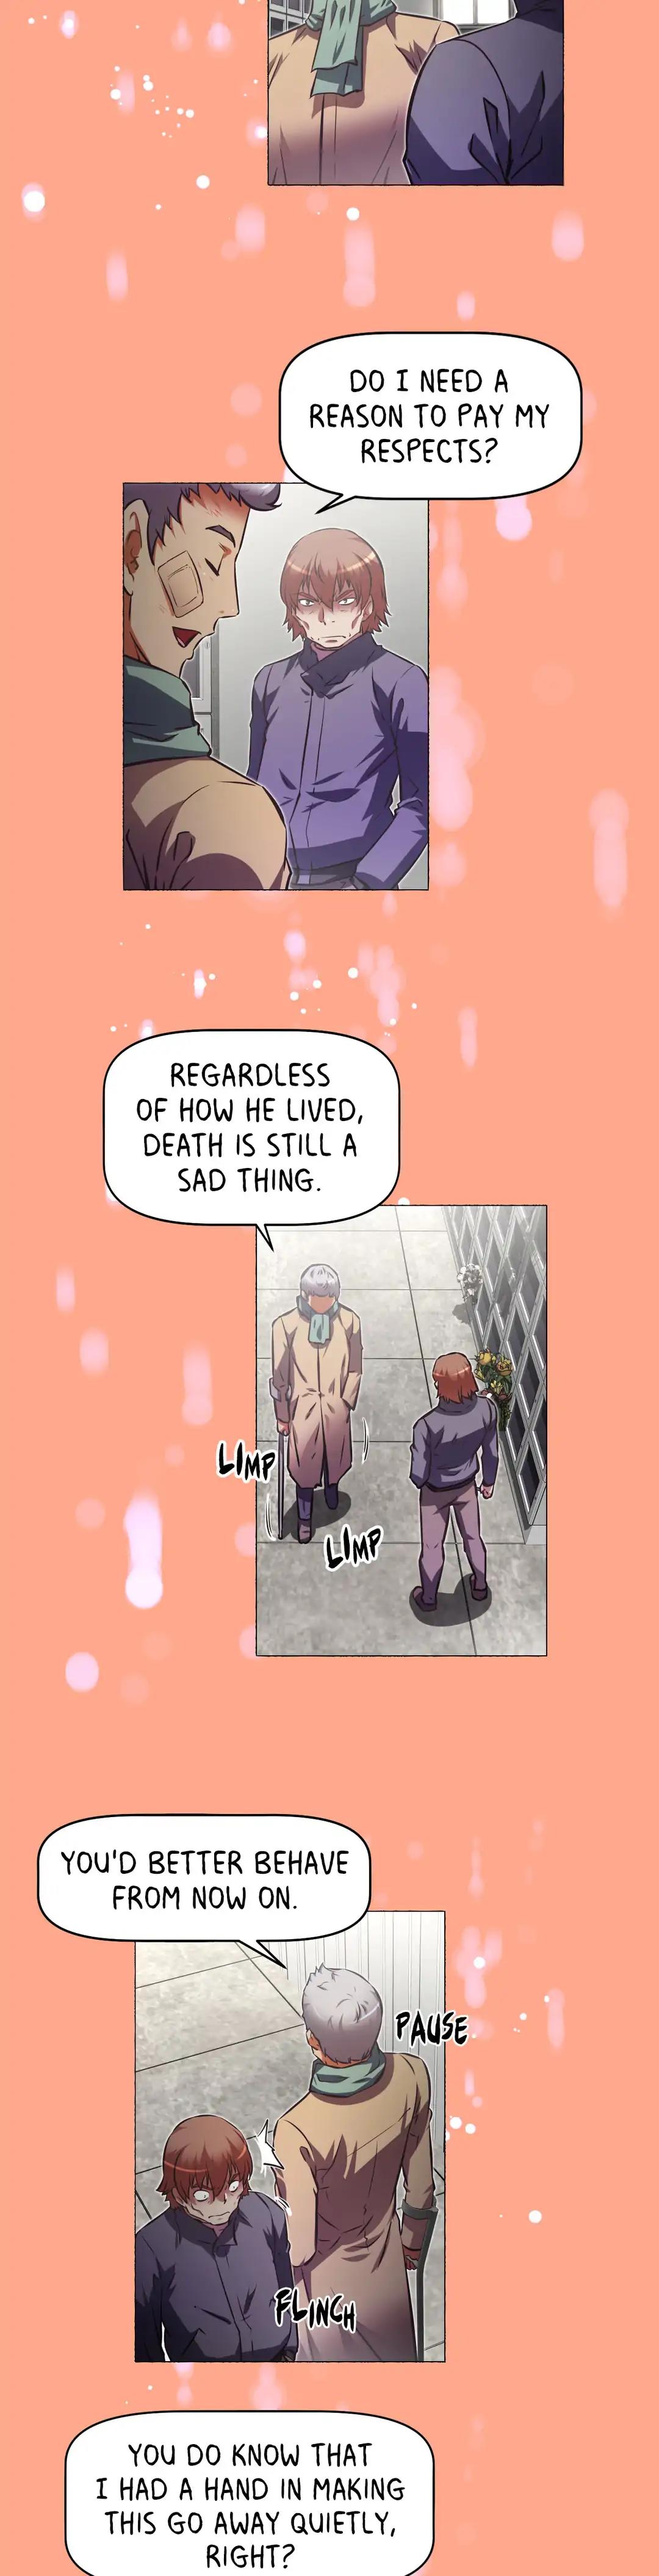 DO I NEED A
REASON TO PAY MY
RESPECTS?
REGARDLESS
OF HOW HE LIVED,
DEATH IS STILL A
SAD THING.
LIMP
LIMP
YOU'D BETTER BEHAVE
FROM NOW ON.
PAUSE
FLINCH
YOU DO KNOW THAT
I HAD A HAND IN MAKING
THIS GO AWAY QUIETLY,
RIGHT?